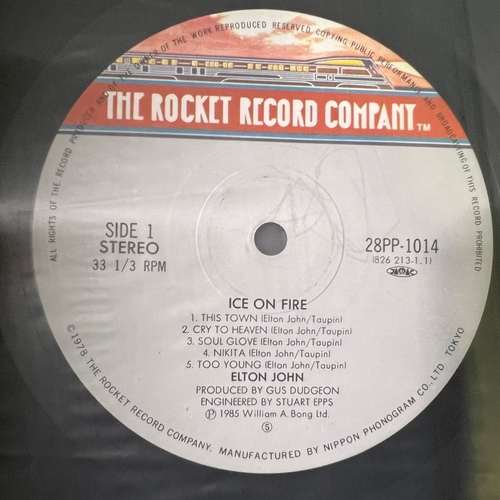 ALL RIGHTS OF THE RECORD PRODUCER AND OF THE OWNER OF THE WORK REPRODUCED RESERVED. COPYING, PUBLIC PERFORMANCE AND BROADCASTING OF THIS RECORD PROHIBITED
THE ROCKET RECORD COMPANY TM
SIDE 1
STEREO
33 1/3 RPM
28PP-1014
(826 213-1.1)
ICE ON FIRE
1. THIS TOWN (Elton John/Taupin)
2. CRY TO HEAVEN (Elton John/Taupin)
3. SOUL GLOVE (Elton John/Taupin)
4. NIKITA (Elton John/Taupin)
5. TOO YOUNG (Elton John/Taupin)
ELTON JOHN
PRODUCED BY GUS DUDGEON
ENGINEERED BY STUART EPPS
℗ 1985 William A. Bong Ltd.
Ⓢ
©1978 THE ROCKET RECORD COMPANY. MANUFACTURED BY NIPPON PHONOGRAM CO., LTD. TOKYO